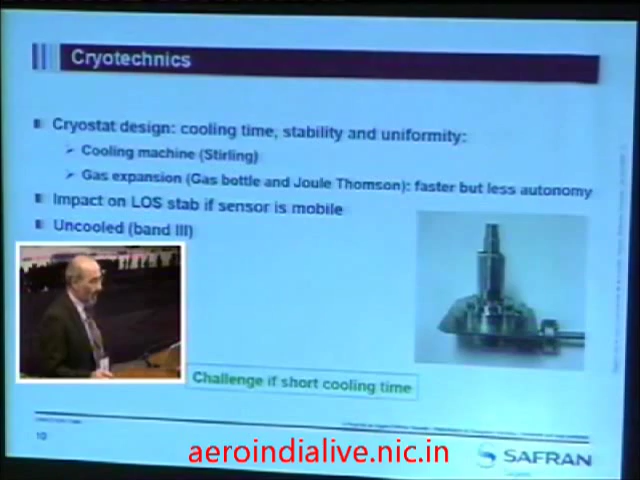 Cryotechnics
Cryostat design: cooling time, stability and uniformity:
Cooling machine (Stirling)
Gas expansion (Gas bottle and Joule Thomson): faster but less autonomy
Impact on LOS stab if sensor is mobile
Uncooled (band III)
Challenge if short cooling time
10
aeroindialive.nic.in
SAFRAN